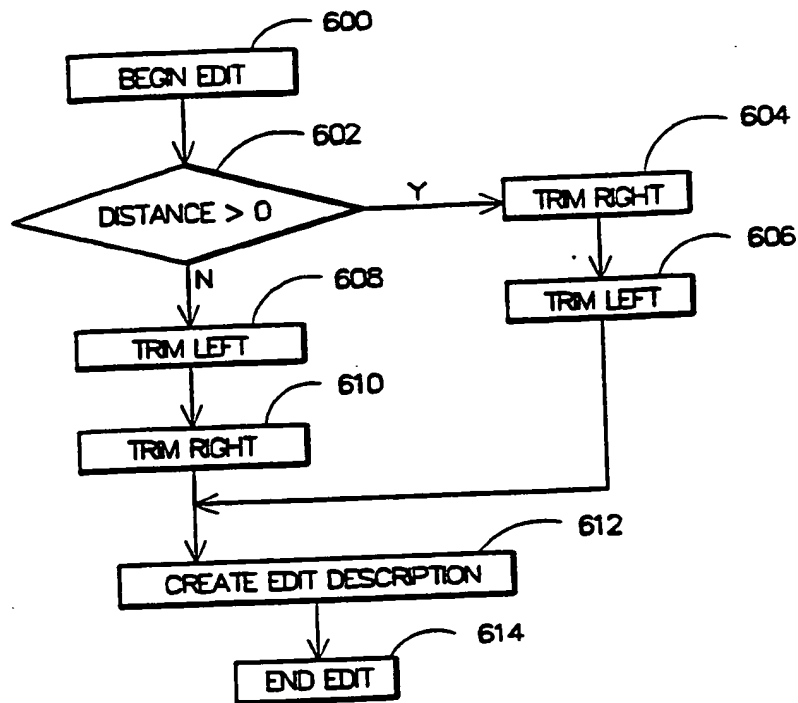 600
BEGIN EDIT
602
604
DISTANCE > 0
Y
TRIM RIGHT
606
N
TRIM LEFT
608
TRIM LEFT
610
TRIM RIGHT
612
CREATE EDIT DESCRIPTION
614
END EDIT